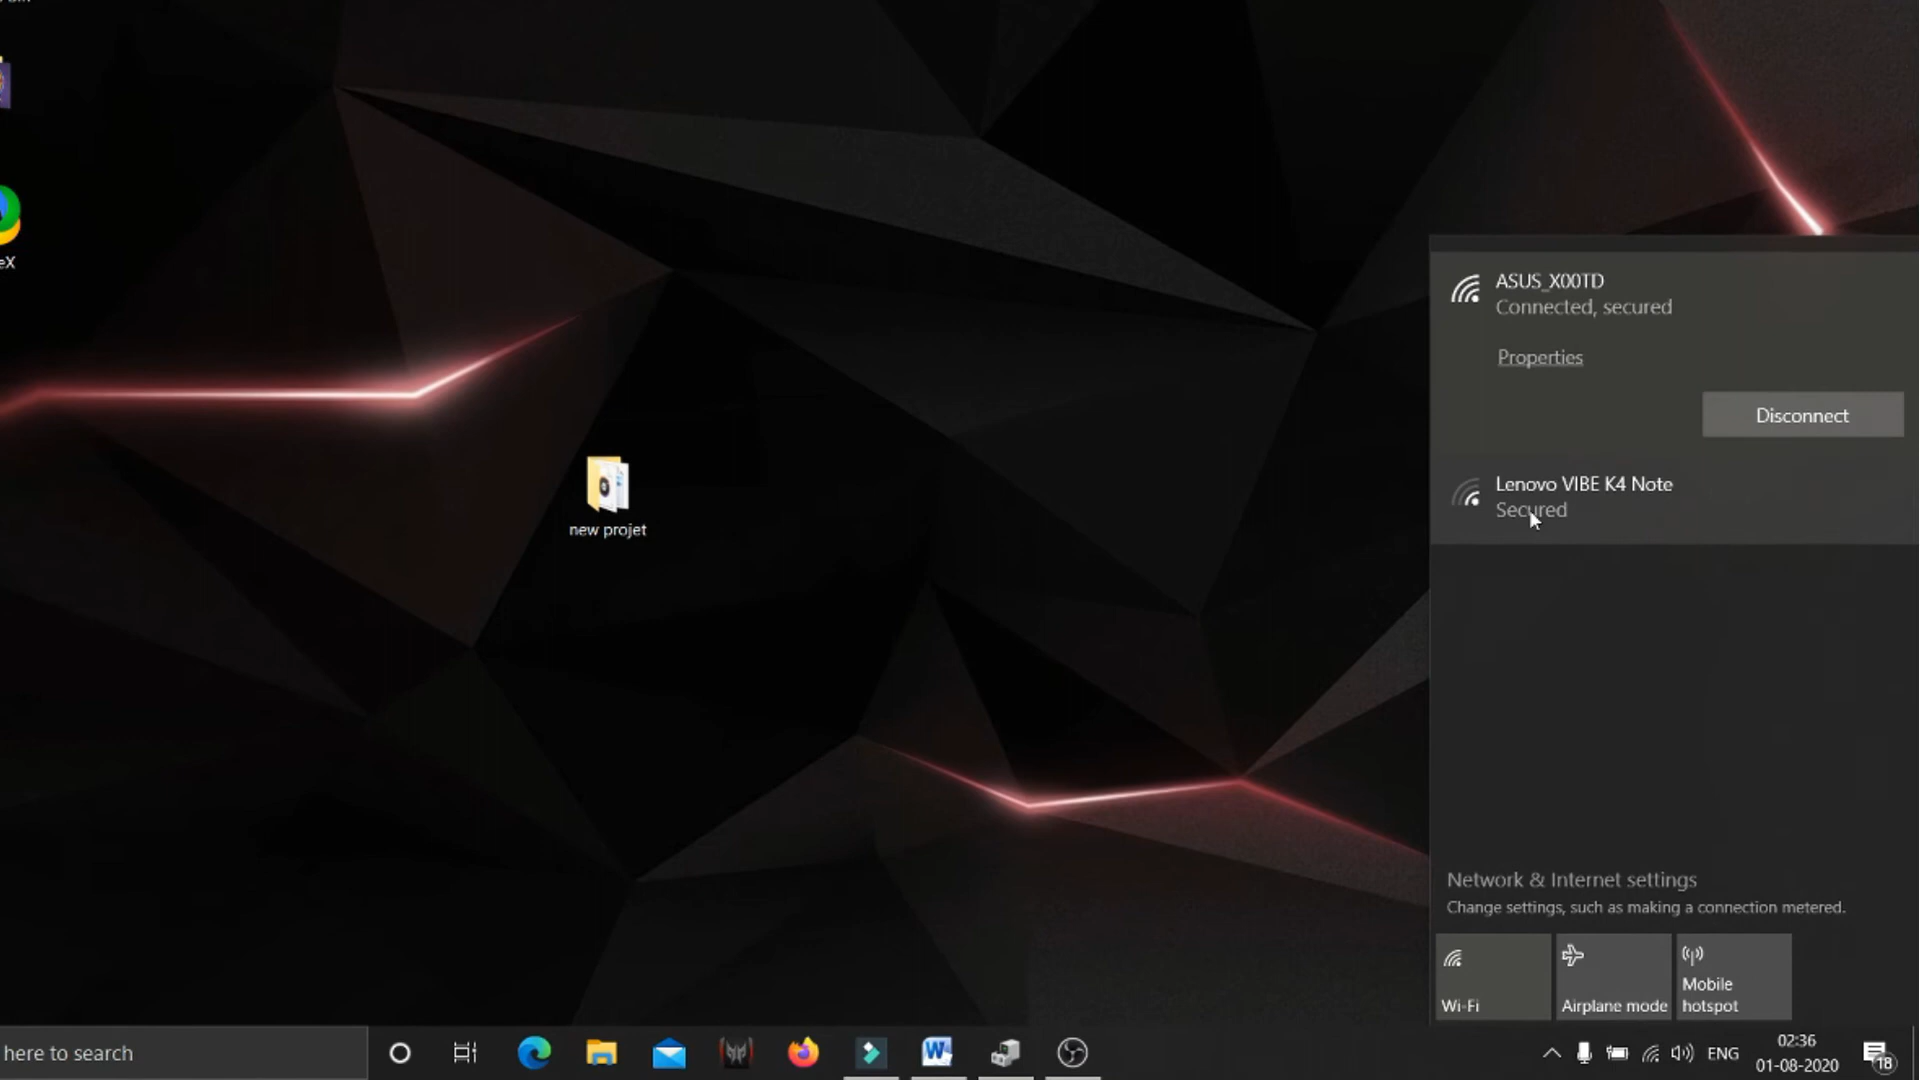 eX
new projet
ASUS_X00TD
Connected, secured
Properties
Disconnect
Lenovo VIBE K4 Note
Secured
Network & Internet settings
Change settings, such as making a connection metered.
Wi-Fi
Airplane mode
Mobile
hotspot
here to search
ENG
02:36
01-08-2020
18